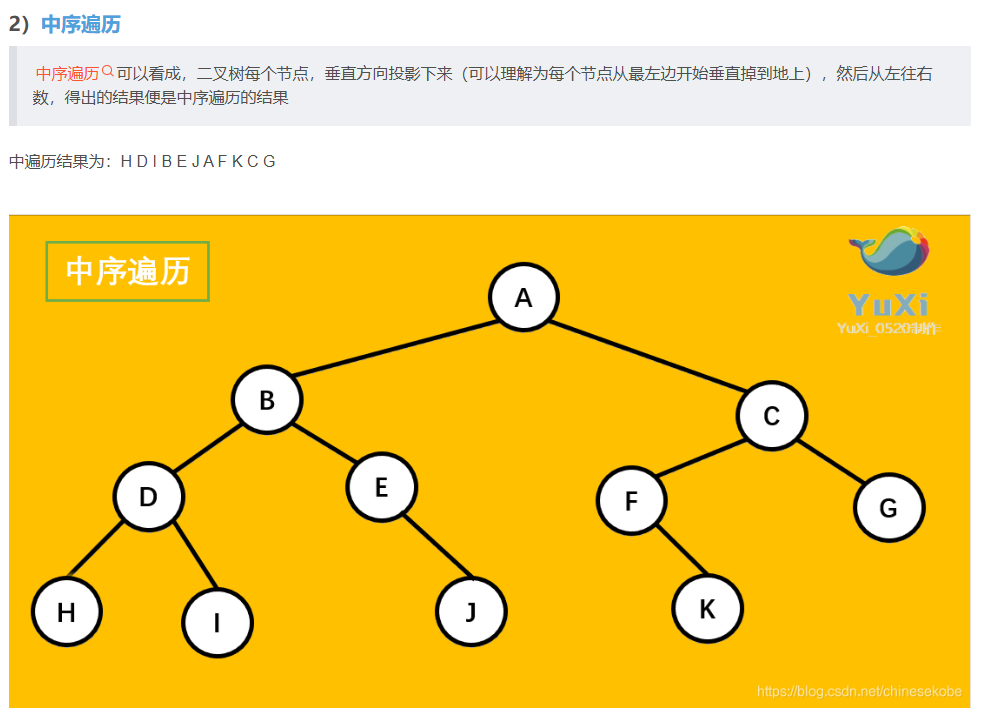 2）中序遍历
中序遍历可以看成，二叉树每个节点，垂直方向投影下来（可以理解为每个节点从最左边开始垂直掉到地上），然后从左往右
数，得出的结果便是中序遍历的结果
中遍历结果为：H D I B E J A F K C G
中序遍历
YuXi
YuXi_0520制作
A
B
C
D
E
F
G
H
I
J
K
https://blog.csdn.net/chinesekobe